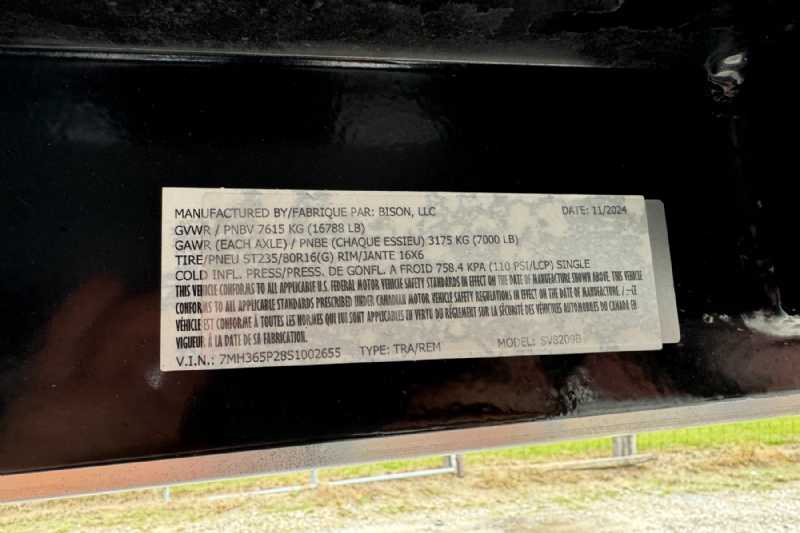 MANUFACTURED BY/FABRIQUE PAR: BISON, LLC DATE: 11/2024
GVWR / PNBV 7615 KG (16788 LB)
GAWR (EACH AXLE) / PNBE (CHAQUE ESSIEU) 3175 KG (7000 LB)
TIRE/PNEU ST235/80R16(G) RIM/JANTE 16X6
COLD INFL. PRESS/PRESS. DE GONFL. A FROID 758.4 KPA (110 PSI/LCP) SINGLE
THIS VEHICLE CONFORMS TO ALL APPLICABLE U.S. FEDERAL MOTOR VEHICLE SAFETY STANDARDS IN EFFECT ON THE DATE OF MANUFACTURE SHOWN ABOVE. THIS VEHICLE
CONFORMS TO ALL APPLICABLE STANDARDS PRESCRIBED UNDER CANADIAN MOTOR VEHICLE SAFETY REGULATIONS IN EFFECT ON THE DATE OF MANUFACTURE /—CE
VÉHICLE EST CONFORME À TOUTES LES NORMES QUI LUI SONT APPLICABLES EN VERTU DU RÈGLEMENT SUR LA SÉCURITÉ DES VÉHICULES AUTOMOBILES DU CANADA EN
VIGUEUR À LA DATE DE SA FABRICATION.
V.I.N.: 7MH365P28S1002655 TYPE: TRA/REM MODEL: SV8209B